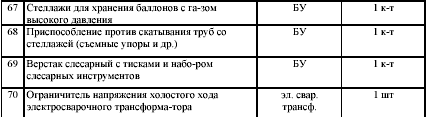 67 Стеллажи для хранения баллонов с га-зом БУ 1 к-т
высокого давления
68 Приспособление против скатывания труб со БУ 1 к-т
стеллажей (съемные упоры и др.)
69 Верстак слесарный с тисками и набо-ром БУ 1 к-т
слесарных инструментов
70 Ограничитель напряжения холостого хода эл. свар. 1 шт
электросварочного трансформа-тора трансф.